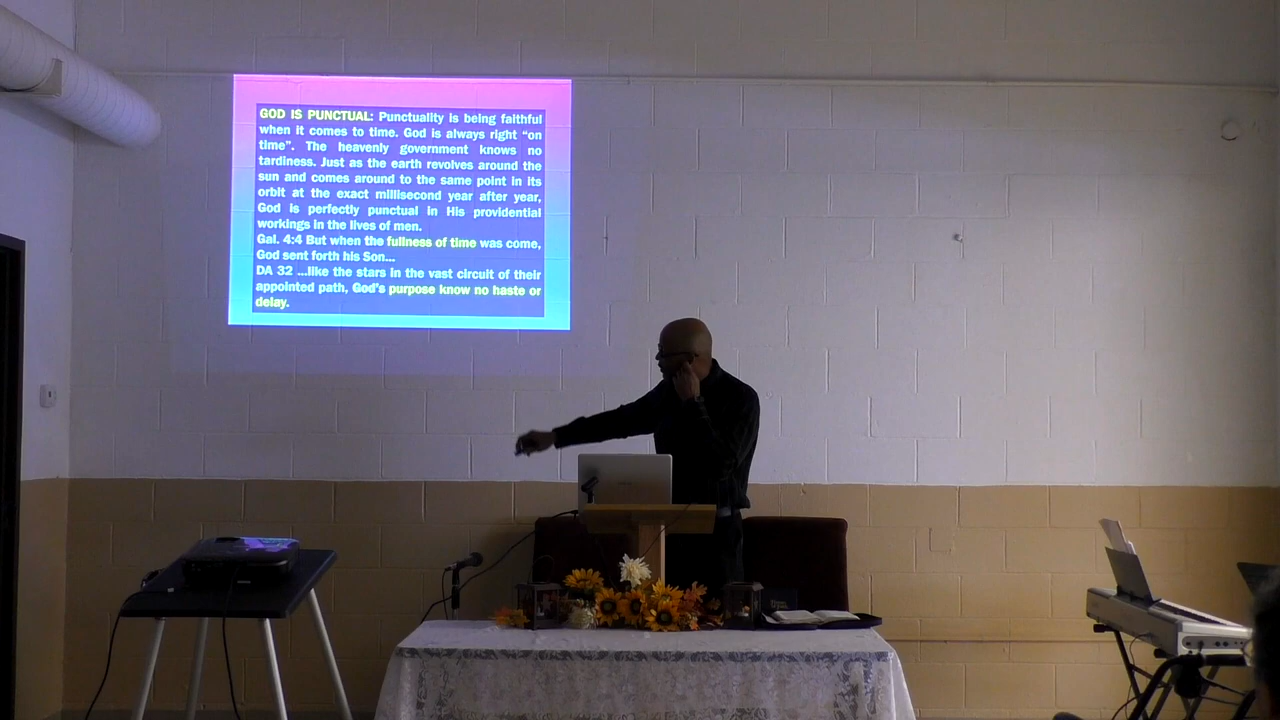 GOD IS PUNCTUAL: Punctuality is being faithful
when it comes to time. God is always right “on
time”. The heavenly government knows no
tardiness. Just as the earth revolves around the
sun and comes around to the same point in its
orbit at the exact millisecond year after year,
God is perfectly punctual in His providential
workings in the lives of men.
Gal. 4:4 But when the fullness of time was come,
God sent forth his Son...
DA 32 ...like the stars in the vast circuit of their
appointed path, God's purpose know no haste or
delay.